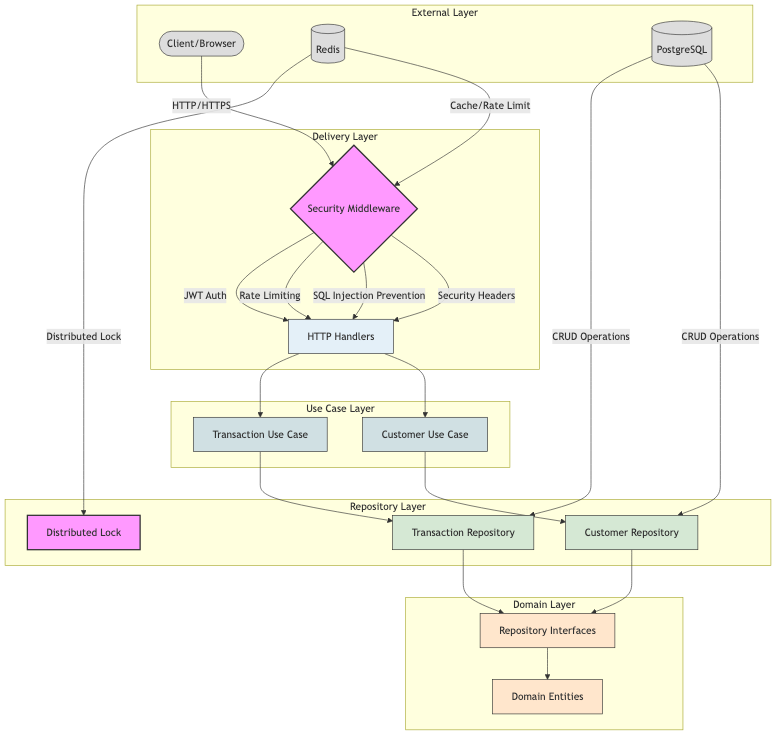 External Layer
Client/Browser
Redis
PostgreSQL
HTTP/HTTPS
Cache/Rate Limit
Delivery Layer
Security Middleware
JWT Auth
Rate Limiting
SQL Injection Prevention
Security Headers
HTTP Handlers
Distributed Lock
CRUD Operations
CRUD Operations
Use Case Layer
Transaction Use Case
Customer Use Case
Repository Layer
Distributed Lock
Transaction Repository
Customer Repository
Domain Layer
Repository Interfaces
Domain Entities